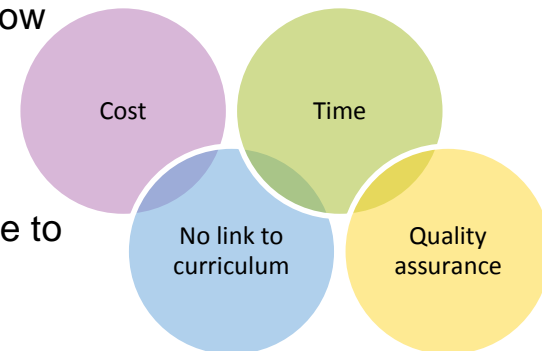 ow
Cost
Time
e to
No link to
curriculum
Quality
assurance